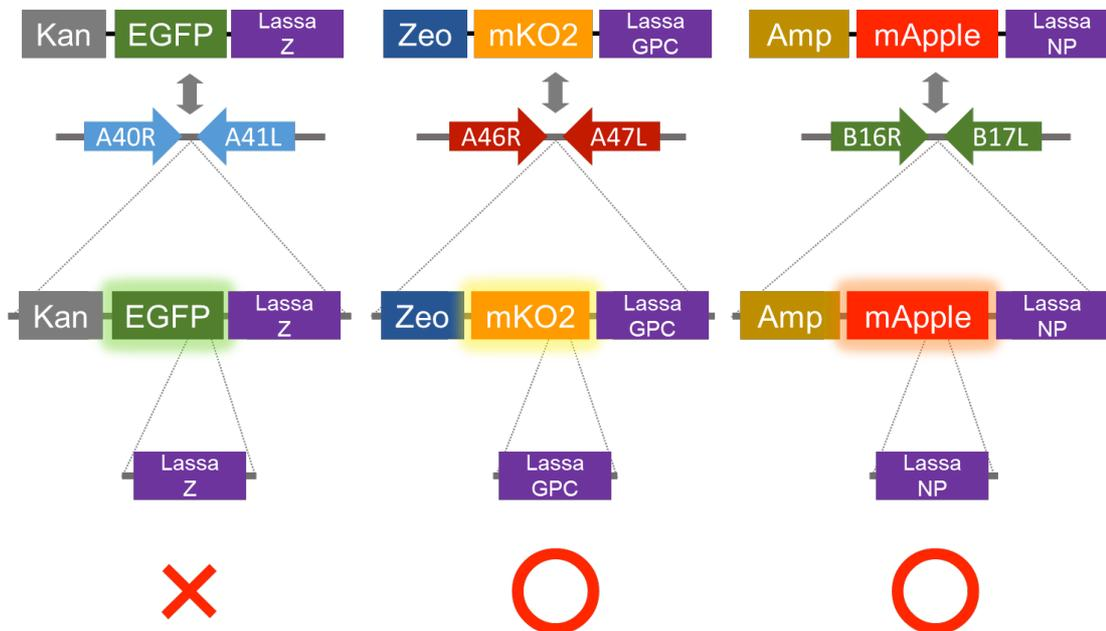 Kan EGFP Lassa Z
Zeo mKO2 Lassa GPC
Amp mApple Lassa NP
A40R A41L
A46R A47L
B16R B17L
Kan EGFP Lassa Z
Zeo mKO2 Lassa GPC
Amp mApple Lassa NP
Lassa Z
Lassa GPC
Lassa NP